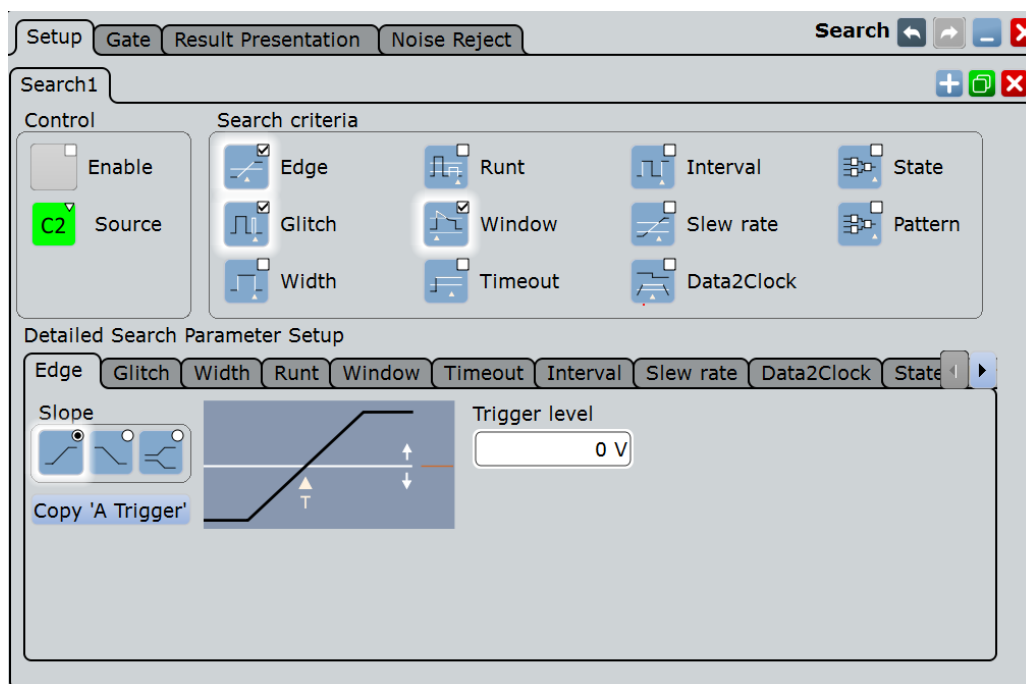 Setup Gate Result Presentation Noise Reject Search
Search1
Control Search criteria
Enable Edge Runt Interval State
C2 Source Glitch Window Slew rate Pattern
Width Timeout Data2Clock
Detailed Search Parameter Setup
Edge Glitch Width Runt Window Timeout Interval Slew rate Data2Clock State
Slope Trigger level
0 V
Copy 'A Trigger' T